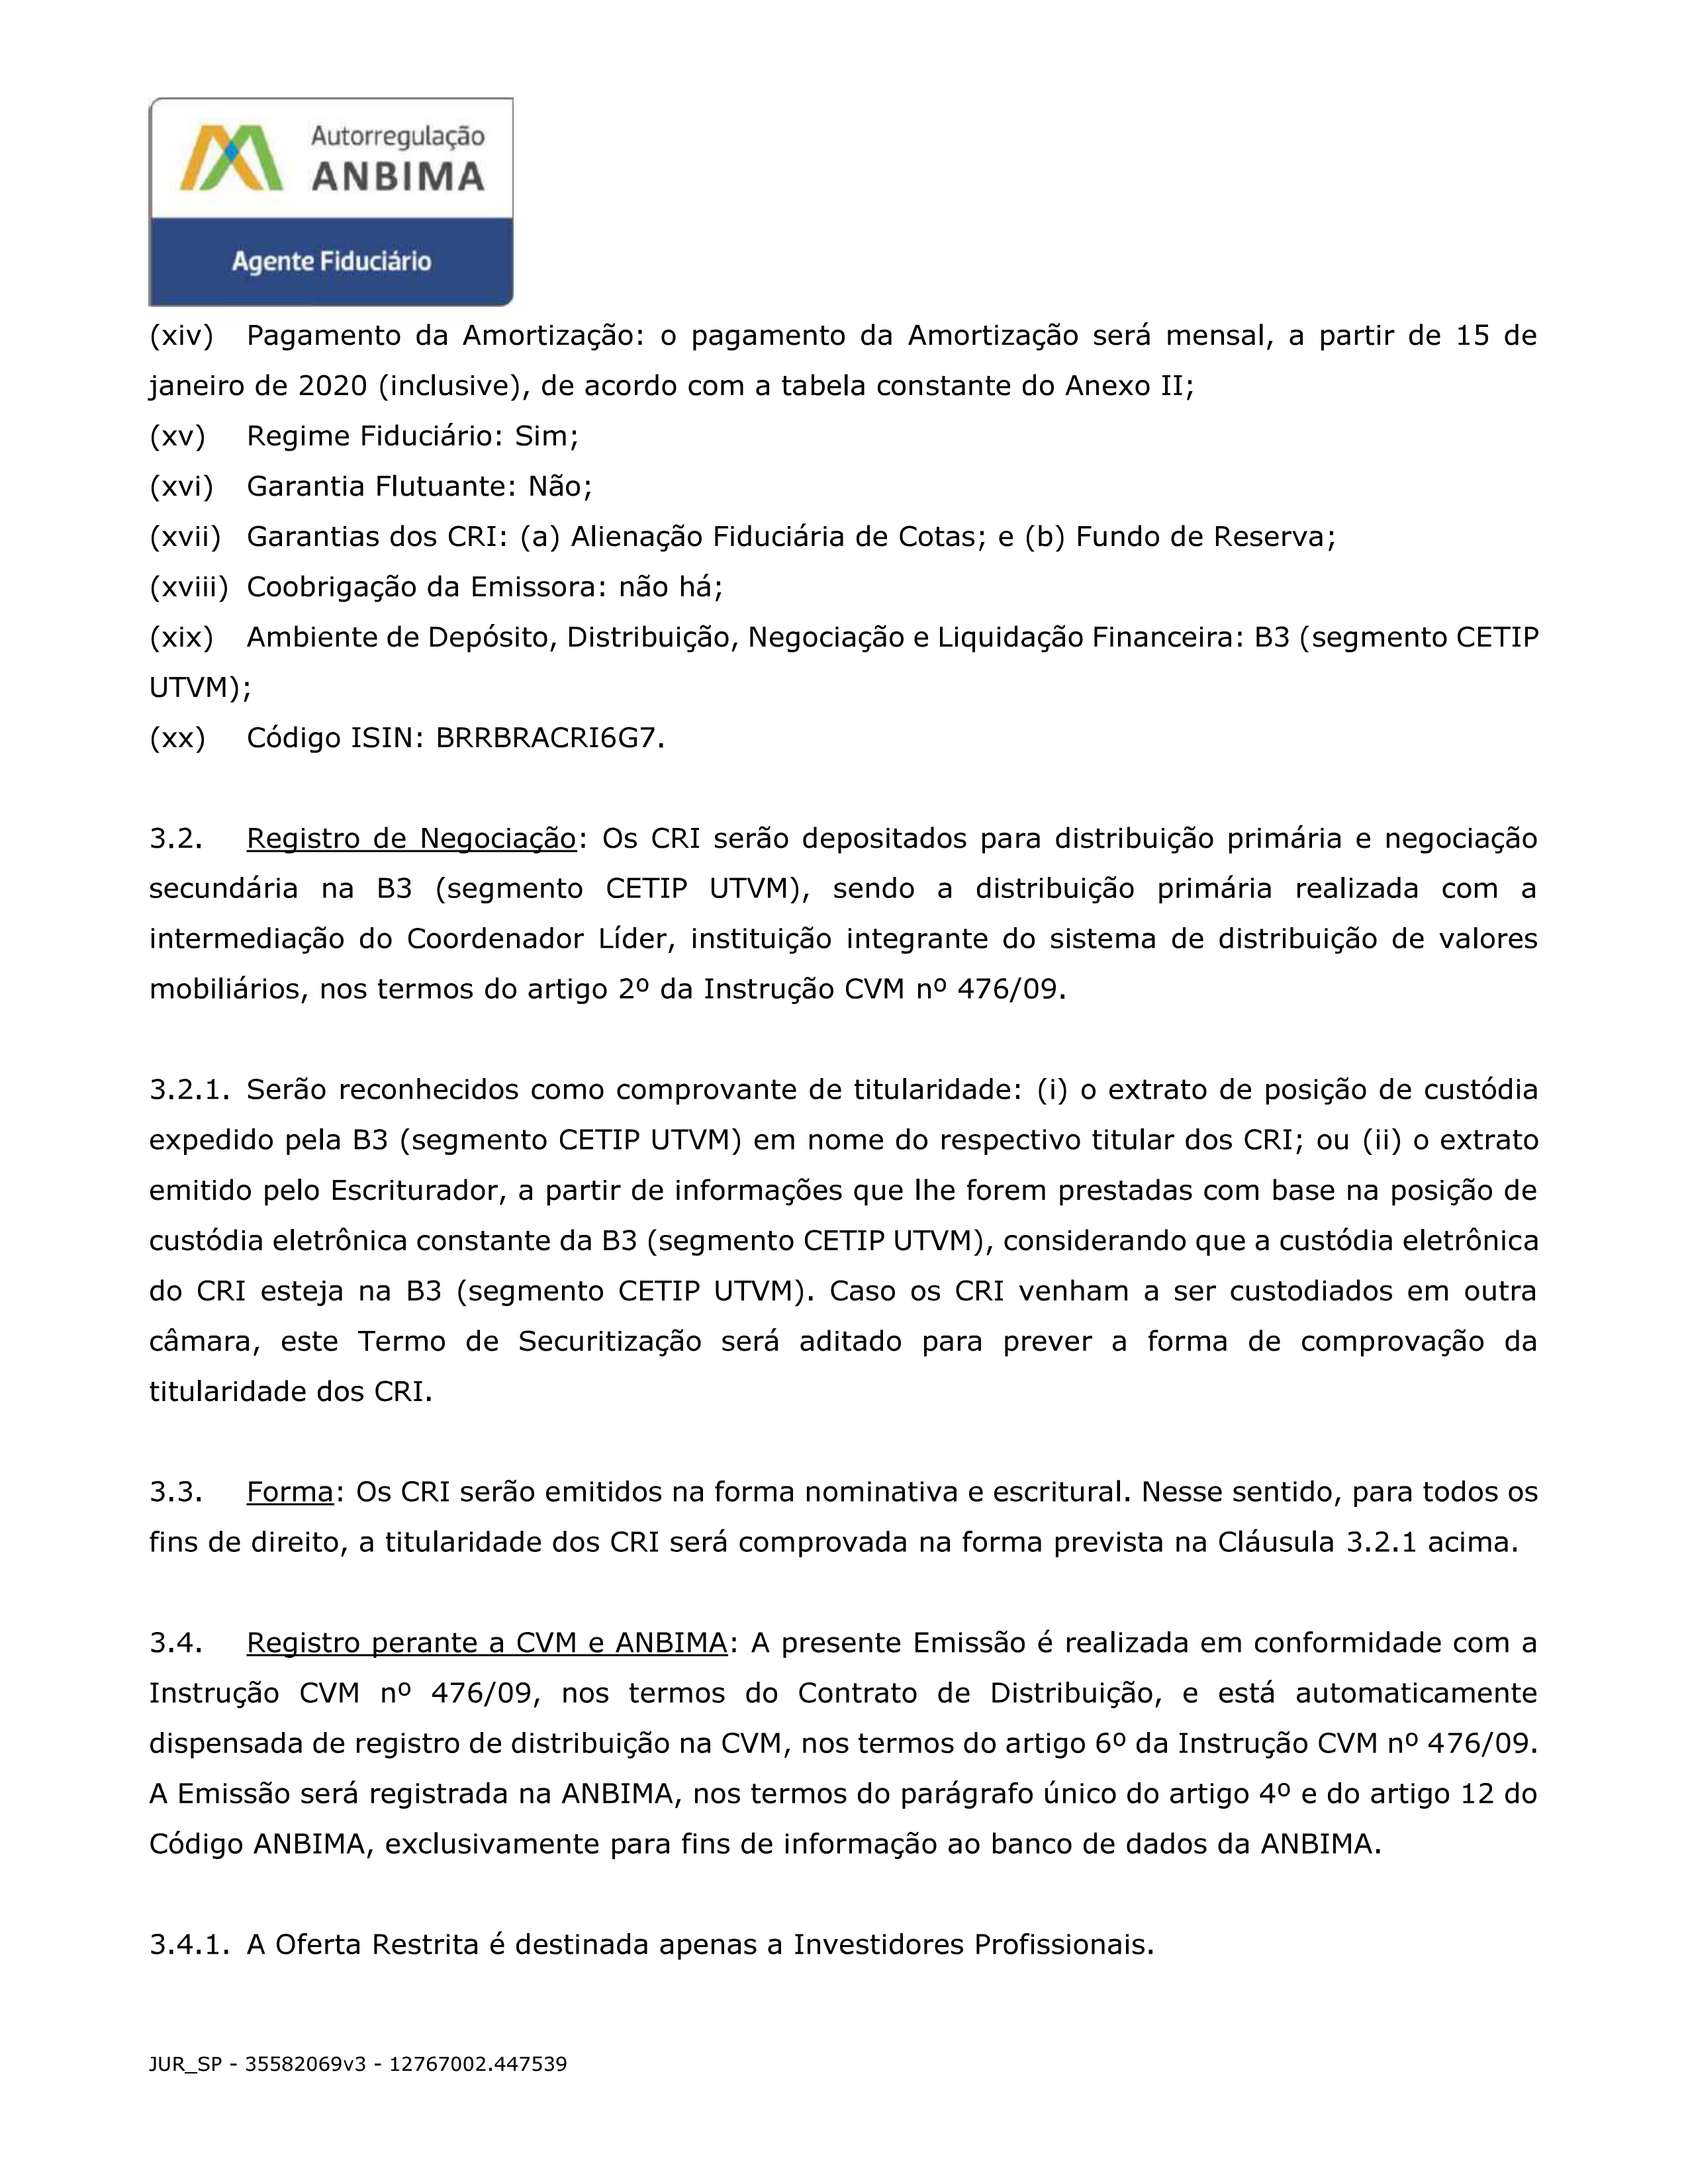 Autorregulação
ANBIMA
Agente Fiduciário
(xiv) Pagamento da Amortização: o pagamento da Amortização será mensal, a partir de 15 de
janeiro de 2020 (inclusive), de acordo com a tabela constante do Anexo II;
(xv) Regime Fiduciário: Sim;
(xvi) Garantia Flutuante: Não;
(xvii) Garantias dos CRI: (a) Alienação Fiduciária de Cotas; e (b) Fundo de Reserva;
(xviii) Coobrigação da Emissora: não há;
(xix) Ambiente de Depósito, Distribuição, Negociação e Liquidação Financeira: B3 (segmento CETIP
UTVM);
(xx) Código ISIN: BRRBRACRI6G7.
3.2. Registro de Negociação: Os CRI serão depositados para distribuição primária e negociação
secundária na B3 (segmento CETIP UTVM), sendo a distribuição primária realizada com a
intermediação do Coordenador Líder, instituição integrante do sistema de distribuição de valores
mobiliários, nos termos do artigo 2º da Instrução CVM nº 476/09.
3.2.1. Serão reconhecidos como comprovante de titularidade: (i) o extrato de posição de custódia
expedido pela B3 (segmento CETIP UTVM) em nome do respectivo titular dos CRI; ou (ii) o extrato
emitido pelo Escriturador, a partir de informações que lhe forem prestadas com base na posição de
custódia eletrônica constante da B3 (segmento CETIP UTVM), considerando que a custódia eletrônica
do CRI esteja na B3 (segmento CETIP UTVM). Caso os CRI venham a ser custodiados em outra
câmara, este Termo de Securitização será aditado para prever a forma de comprovação da
titularidade dos CRI.
3.3. Forma: Os CRI serão emitidos na forma nominativa e escritural. Nesse sentido, para todos os
fins de direito, a titularidade dos CRI será comprovada na forma prevista na Cláusula 3.2.1 acima.
3.4. Registro perante a CVM e ANBIMA: A presente Emissão é realizada em conformidade com a
Instrução CVM nº 476/09, nos termos do Contrato de Distribuição, e está automaticamente
dispensada de registro de distribuição na CVM, nos termos do artigo 6º da Instrução CVM nº 476/09.
A Emissão será registrada na ANBIMA, nos termos do parágrafo único do artigo 4º e do artigo 12 do
Código ANBIMA, exclusivamente para fins de informação ao banco de dados da ANBIMA.
3.4.1. A Oferta Restrita é destinada apenas a Investidores Profissionais.
JUR_SP - 35582069v3 - 12767002.447539